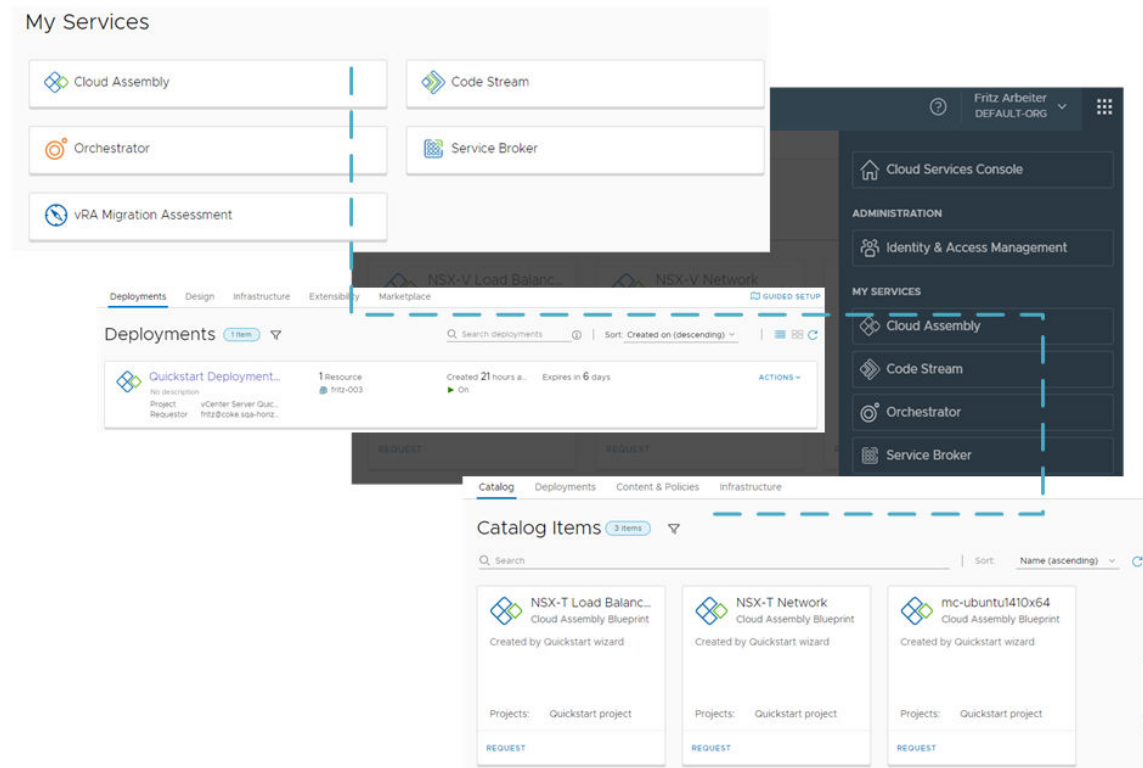 My Services
Cloud Assembly
Code Stream
Orchestrator
Service Broker
vRA Migration Assessment
Fritz Arbeiter
DEFAULT-ORG
Cloud Services Console
ADMINISTRATION
Identity & Access Management
MY SERVICES
Cloud Assembly
Code Stream
Orchestrator
Service Broker
NSX-V Load Balanc...
NSX-V Network
REQUEST
REQUEST
Deployments Design Infrastructure Extensibility Marketplace GUIDED SETUP
Deployments 1 item
Search deployments Sort: Created on (descending)
Quickstart Deployment... 1 Resource Created 21 hours a... Expires in 6 days ACTIONS
No description fritz-003 On
Project vCenter Server Quic...
Requestor fritz@coke.sqa-horiz...
Catalog Deployments Content & Policies Infrastructure
Catalog Items 3 items
Search Sort: Name (ascending)
NSX-T Load Balanc... NSX-T Network mc-ubuntu1410x64
Cloud Assembly Blueprint Cloud Assembly Blueprint Cloud Assembly Blueprint
Created by Quickstart wizard Created by Quickstart wizard Created by Quickstart wizard
Projects: Quickstart project Projects: Quickstart project Projects: Quickstart project
REQUEST REQUEST REQUEST